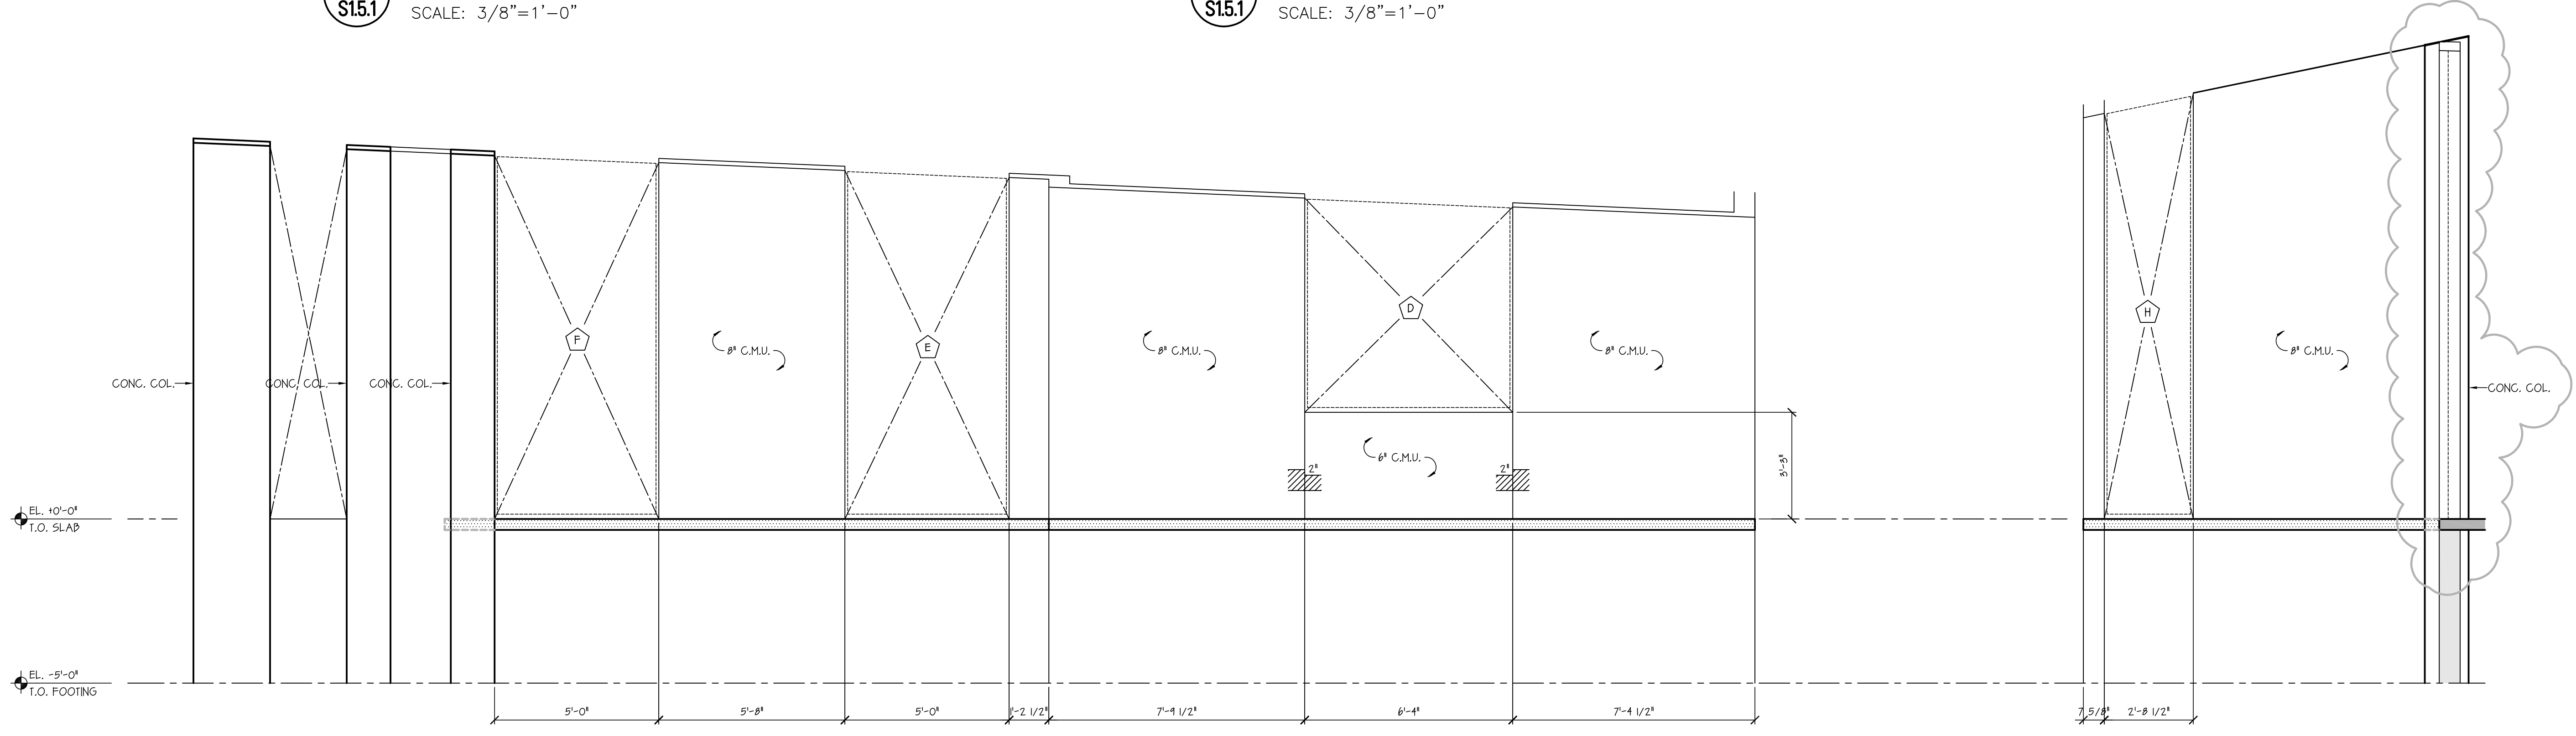 S1.5.1
SCALE: 3/8"=1'-0"
S1.5.1
SCALE: 3/8"=1'-0"
F
8" C.M.U.
E
8" C.M.U.
D
8" C.M.U.
H
8" C.M.U.
CONC. COL.
CONC. COL.
CONC. COL.
CONC. COL.
6" C.M.U.
2"
2"
3'-3"
EL. +0'-0"
T.O. SLAB
EL. -5'-0"
T.O. FOOTING
5'-0"
5'-8"
5'-0"
1'-2 1/2"
7'-9 1/2"
6'-4"
7'-4 1/2"
7 5/8"
2'-8 1/2"